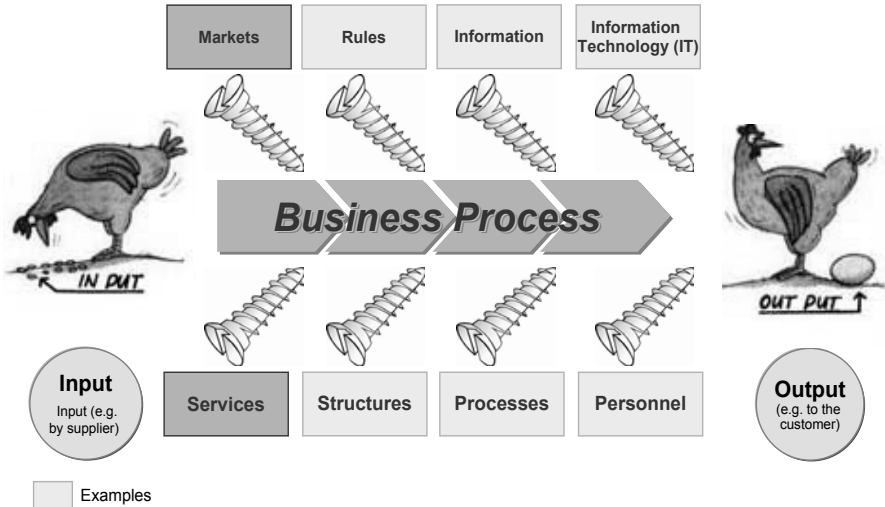 Markets
Rules
Information
Information
Technology (IT)
Business Process
IN PUT
OUT PUT
Input
Input (e.g.
by supplier)
Services
Structures
Processes
Personnel
Output
(e.g. to the
customer)
Examples